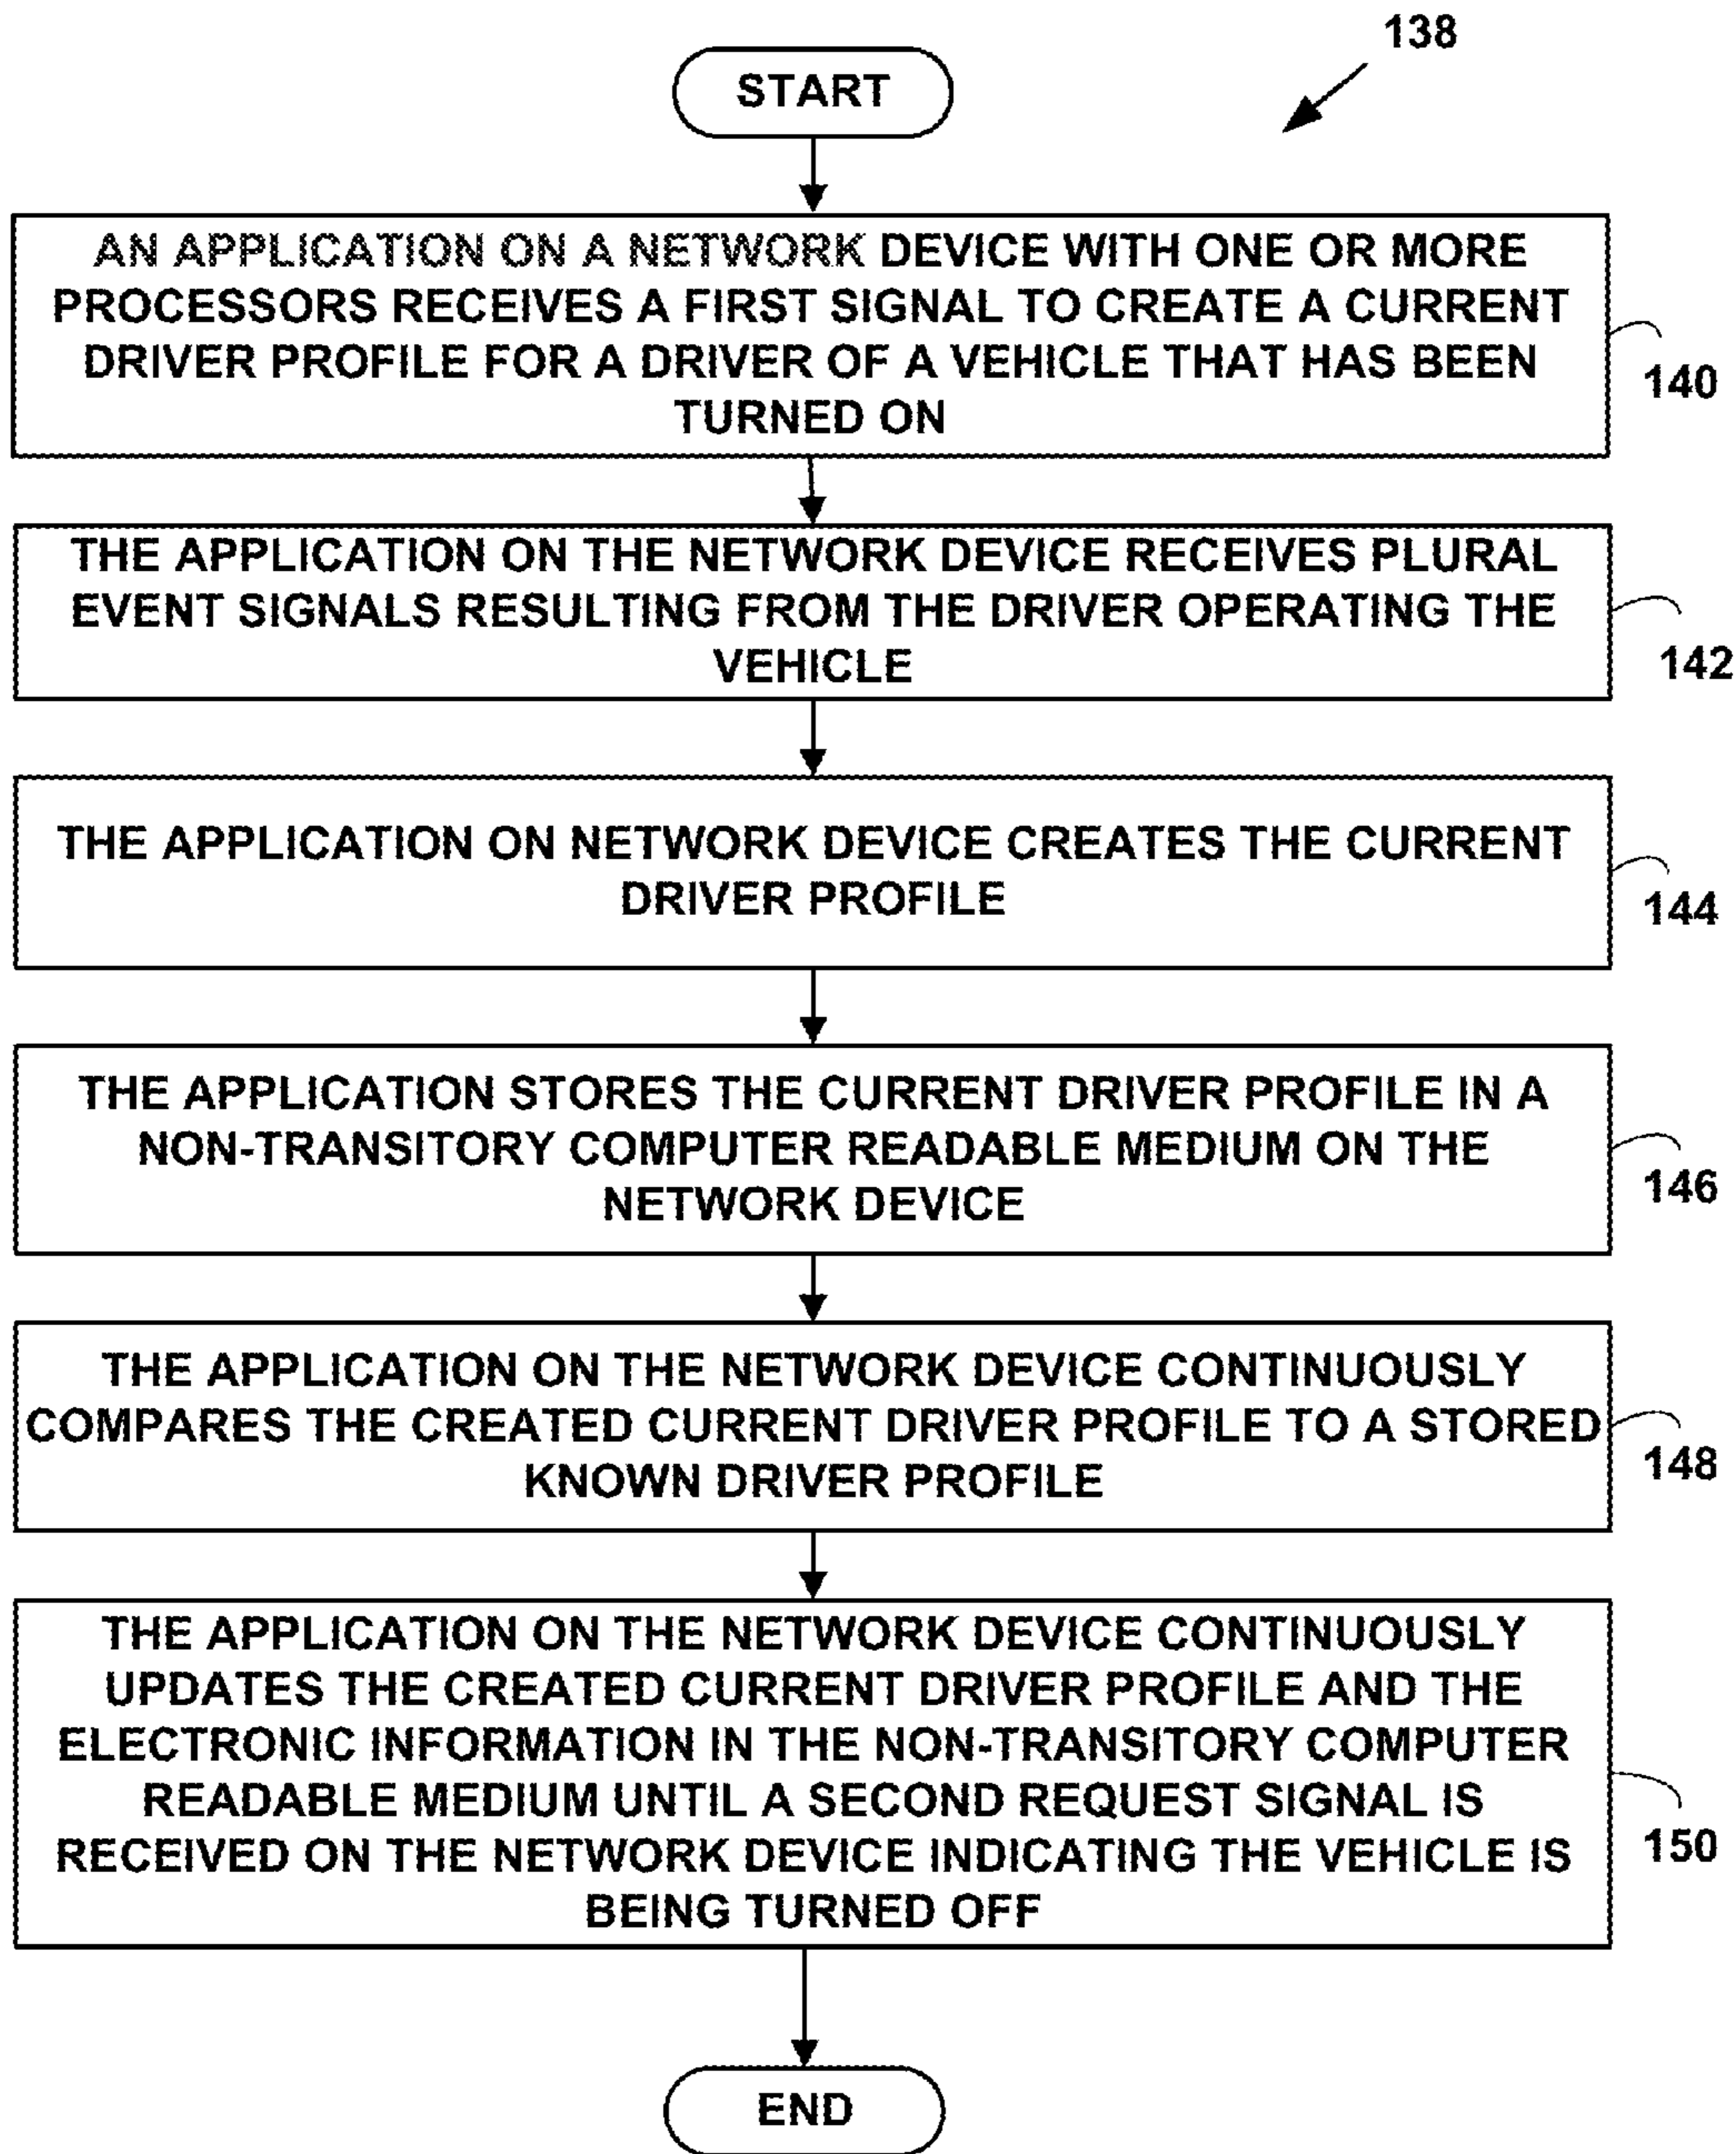 138
START
AN APPLICATION ON A NETWORK DEVICE WITH ONE OR MORE
PROCESSORS RECEIVES A FIRST SIGNAL TO CREATE A CURRENT
DRIVER PROFILE FOR A DRIVER OF A VEHICLE THAT HAS BEEN
TURNED ON
140
THE APPLICATION ON THE NETWORK DEVICE RECEIVES PLURAL
EVENT SIGNALS RESULTING FROM THE DRIVER OPERATING THE
VEHICLE
142
THE APPLICATION ON NETWORK DEVICE CREATES THE CURRENT
DRIVER PROFILE
144
THE APPLICATION STORES THE CURRENT DRIVER PROFILE IN A
NON-TRANSITORY COMPUTER READABLE MEDIUM ON THE
NETWORK DEVICE
146
THE APPLICATION ON THE NETWORK DEVICE CONTINUOUSLY
COMPARES THE CREATED CURRENT DRIVER PROFILE TO A STORED
KNOWN DRIVER PROFILE
148
THE APPLICATION ON THE NETWORK DEVICE CONTINUOUSLY
UPDATES THE CREATED CURRENT DRIVER PROFILE AND THE
ELECTRONIC INFORMATION IN THE NON-TRANSITORY COMPUTER
READABLE MEDIUM UNTIL A SECOND REQUEST SIGNAL IS
RECEIVED ON THE NETWORK DEVICE INDICATING THE VEHICLE IS
BEING TURNED OFF
150
END